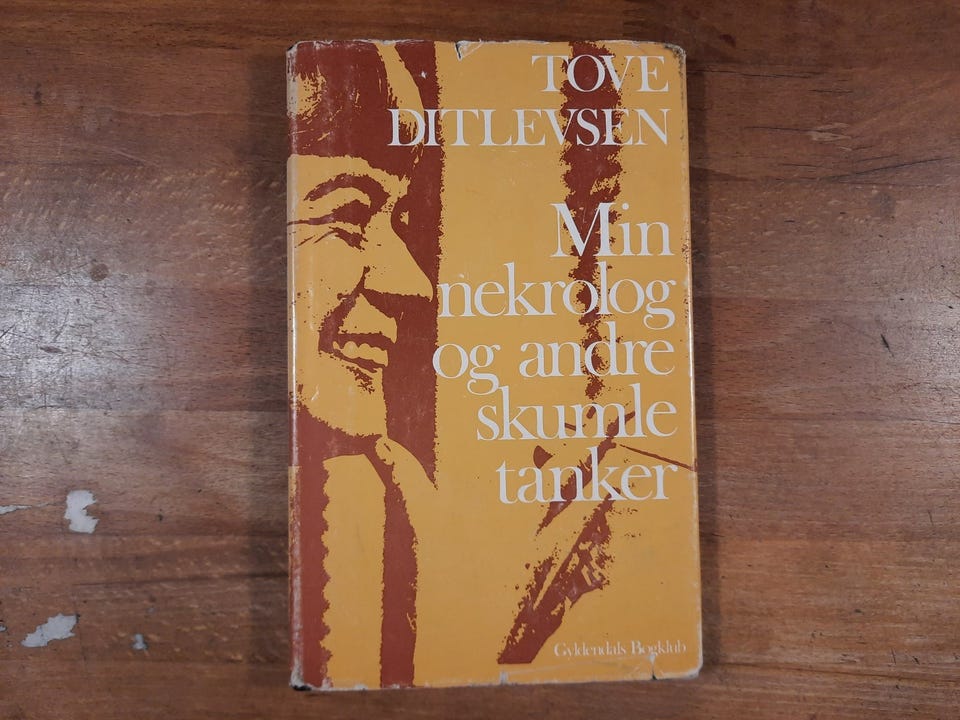 TOVE
DITLEVSEN
Min
nekrolog
og andre
skumle
tanker
Gyldendals Bogklub